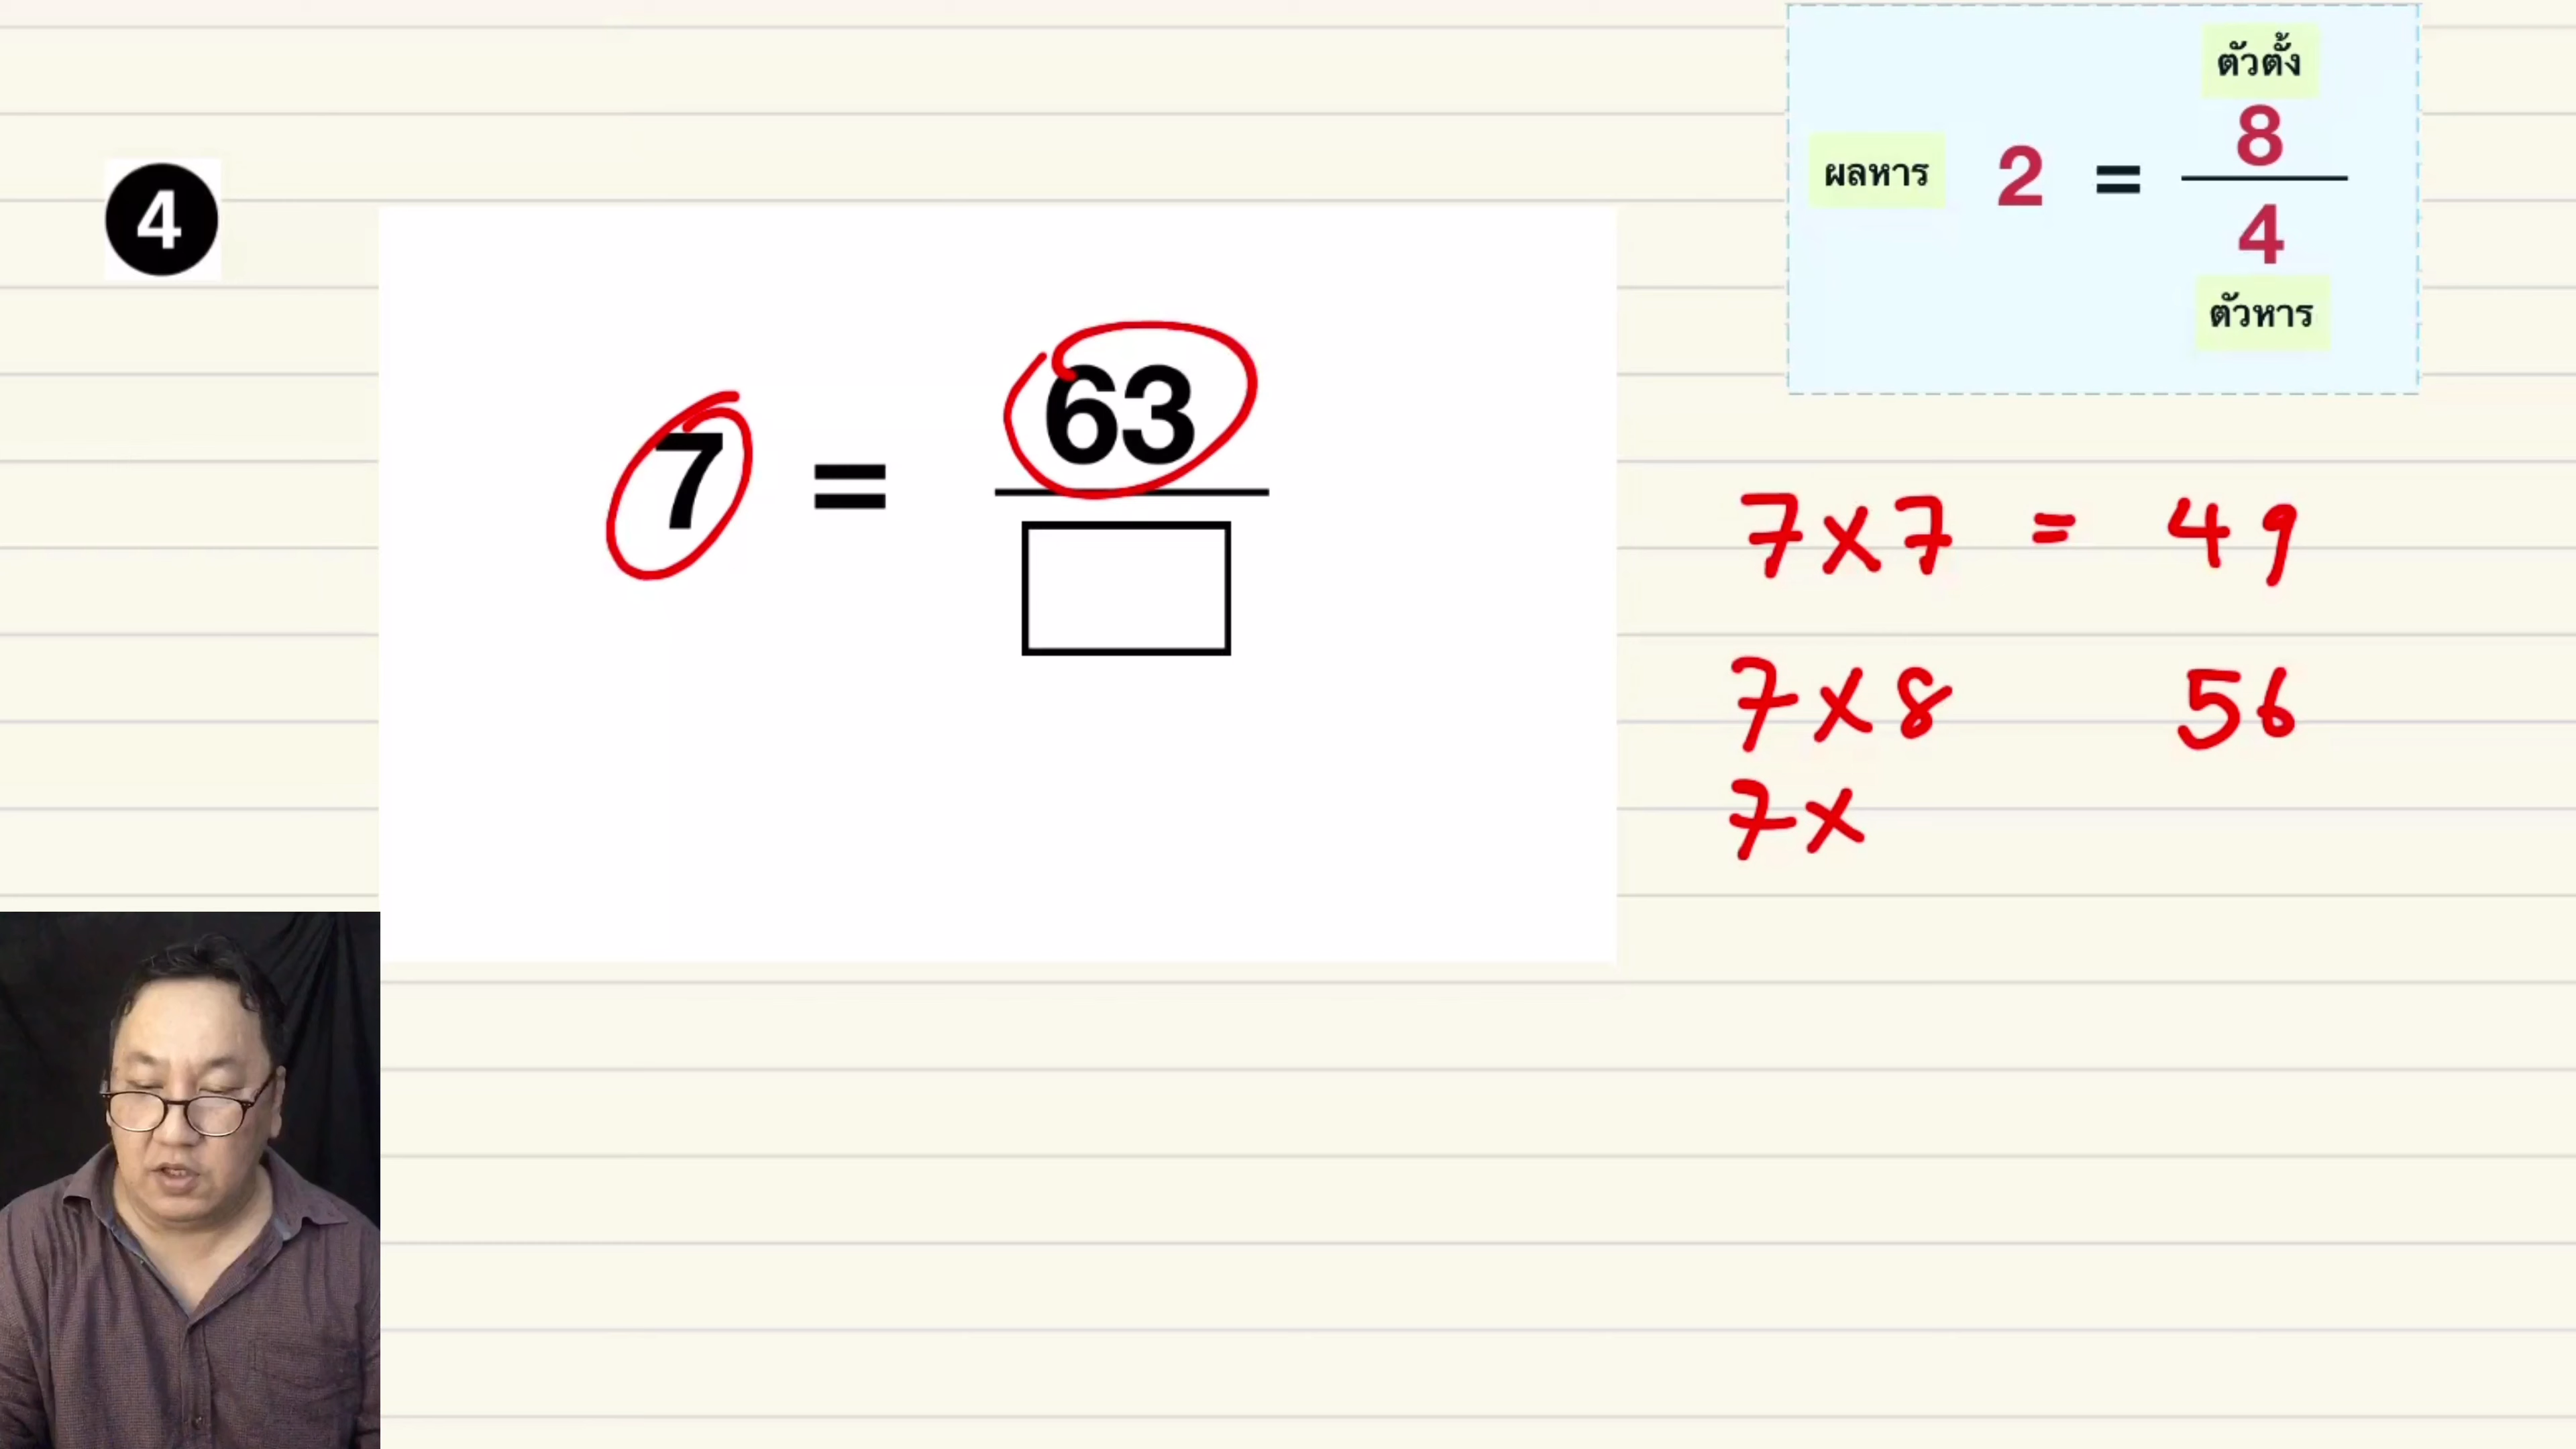 4
7 = 63
ตัวตั้ง
ผลหาร 2 = 8
4
ตัวหาร
7x7 = 49
7x8 56
7x